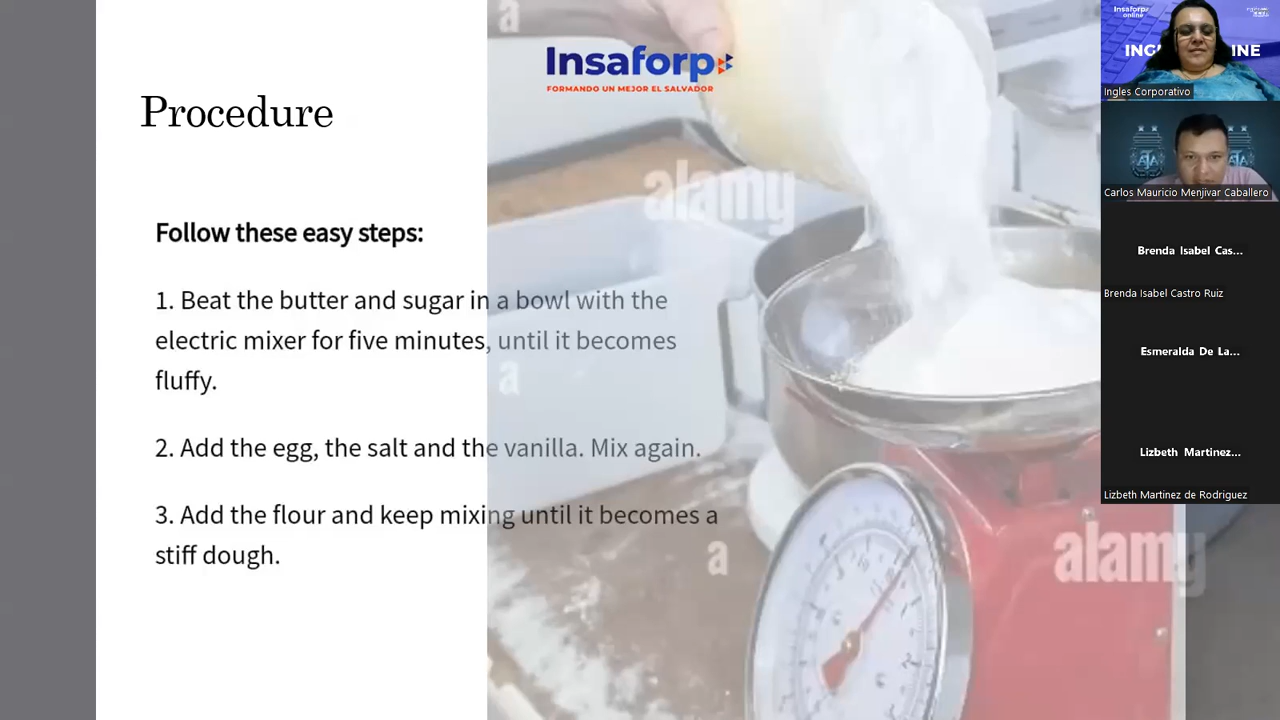 Insaforp
FORMANDO UN MEJOR EL SALVADOR
Procedure
Follow these easy steps:
1. Beat the butter and sugar in a bowl with the
electric mixer for five minutes, until it becomes
fluffy.
2. Add the egg, the salt and the vanilla. Mix again.
3. Add the flour and keep mixing until it becomes a
stiff dough.
a
alamy
a
a
alamy
Insaforp
online
INE
Ingles Corporativo
Carlos Mauricio Menjivar Caballero
Brenda Isabel Cas...
Brenda Isabel Castro Ruiz
Esmeralda De La...
Lizbeth Martinez...
Lizbeth Martinez de Rodriguez